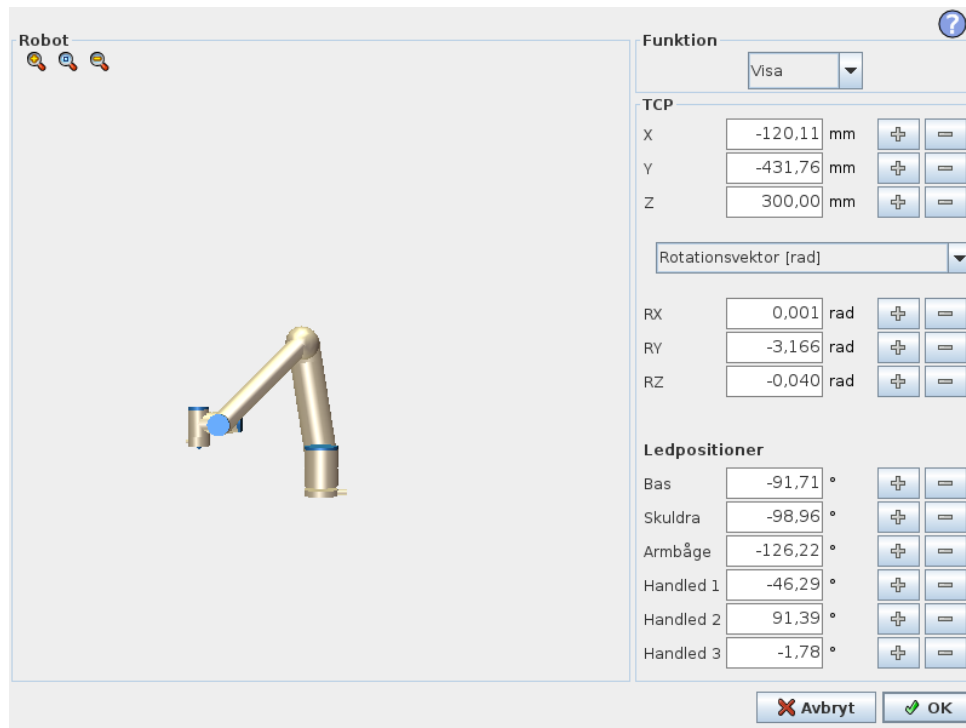 Robot
Funktion
?
Visa
TCP
X -120,11 mm
Y -431,76 mm
Z 300,00 mm
Rotationsvektor [rad]
RX 0,001 rad
RY -3,166 rad
RZ -0,040 rad
Ledpositioner
Bas -91,71 °
Skuldra -98,96 °
Armbåge -126,22 °
Handled 1 -46,29 °
Handled 2 91,39 °
Handled 3 -1,78 °
Avbryt OK